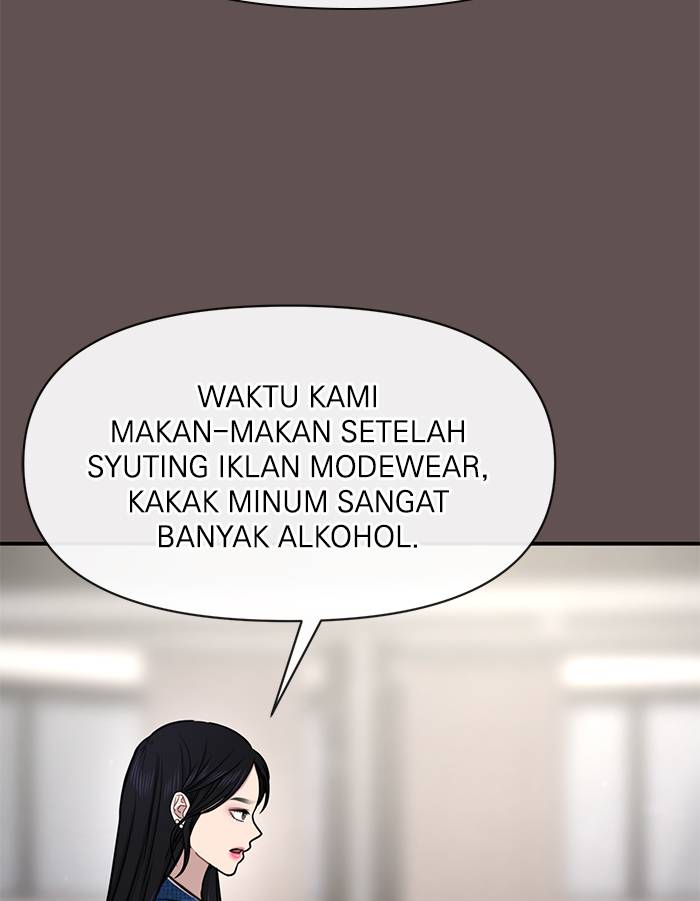 WAKTU KAMI
MAKAN-MAKAN SETELAH
SYUTING IKLAN MODEWEAR,
KAKAK MINUM SANGAT
BANYAK ALKOHOL.